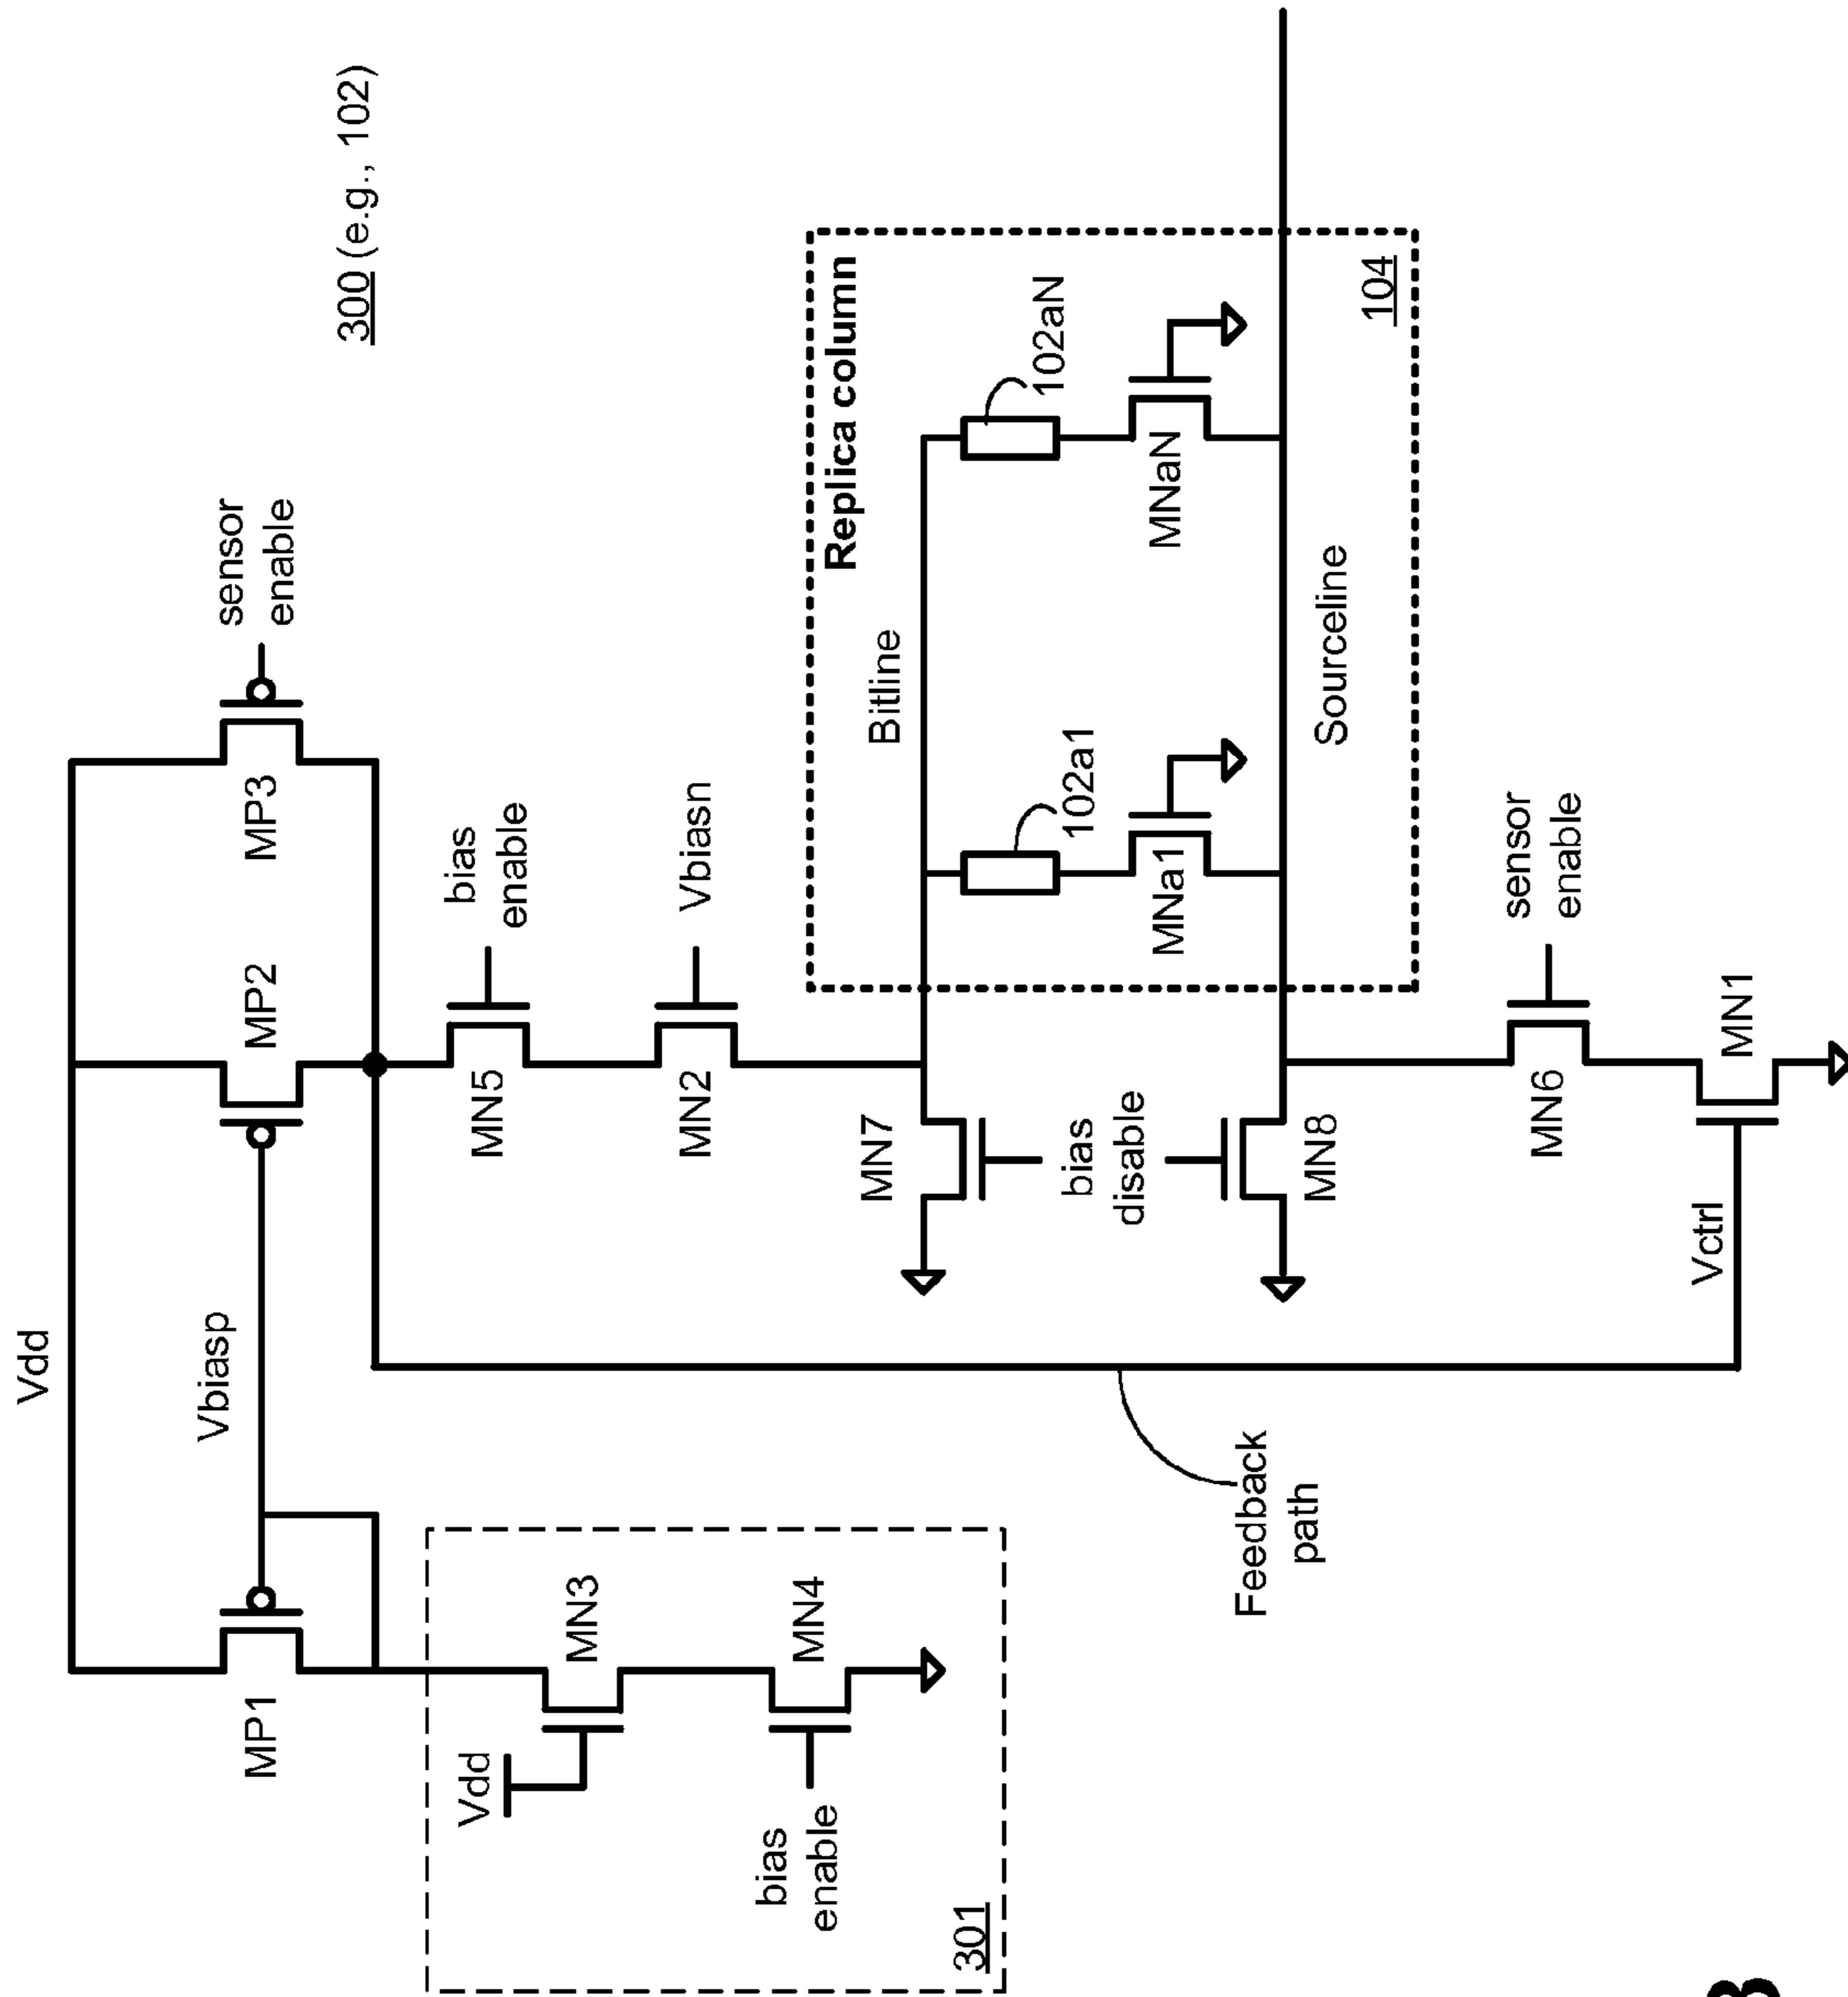 Vdd
300 (e.g., 102)
Vbiasp
MP1
MP2
MP3
sensor
enable
bias
enable
MN5
Vbiasn
MN2
Vdd
MN3
MN4
bias
enable
301
Replica column
Bitline
102a1
102aN
MNa1
MNaN
Sourceline
104
MN7
bias
disable
MN8
sensor
enable
MN6
MN1
Vctrl
Feedback
path
3